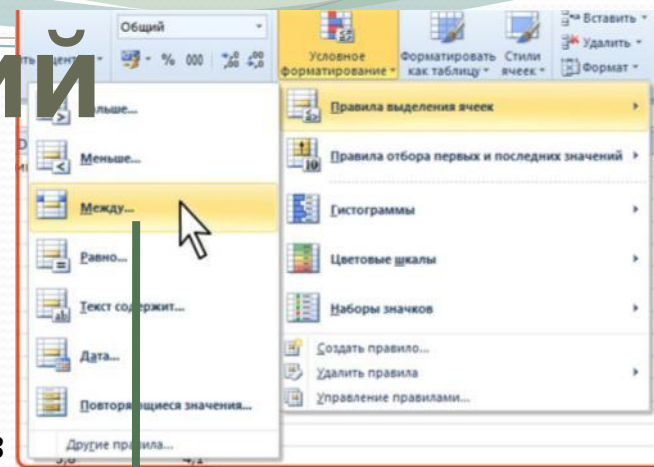 ий
Общий
% 000
Условное форматирование
Форматировать как таблицу
Стили ячеек
Вставить
Удалить
Формат
Больше...
Меньше...
Между...
Равно...
Текст содержит...
Дата...
Повторяющиеся значения...
Другие правила...
Правила выделения ячеек
Правила отбора первых и последних значений
Гистограммы
Цветовые шкалы
Наборы значков
Создать правило...
Удалить правила
Управление правилами...
в